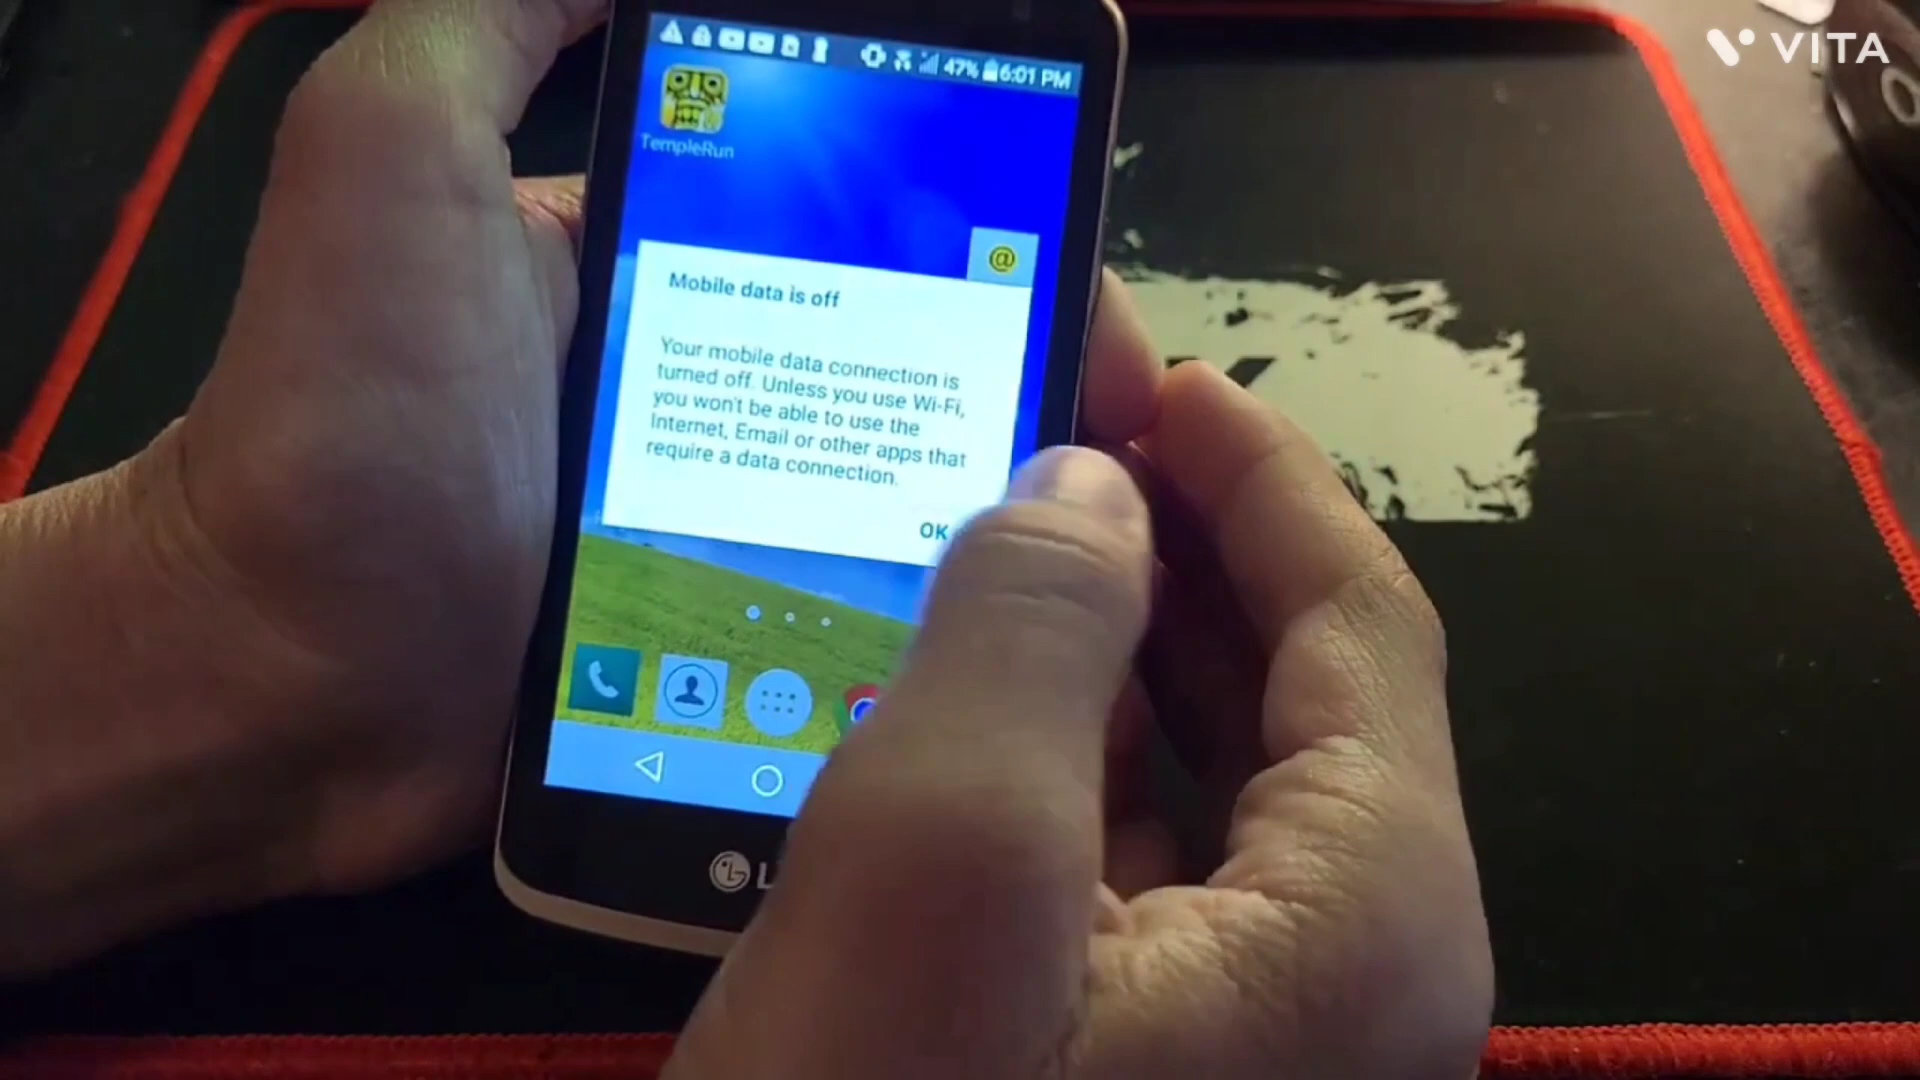 VITA
47% 6:01 PM
TempleRun
@
Mobile data is off
Your mobile data connection is
turned off. Unless you use Wi-Fi,
you won't be able to use the
Internet, Email or other apps that
require a data connection.
OK